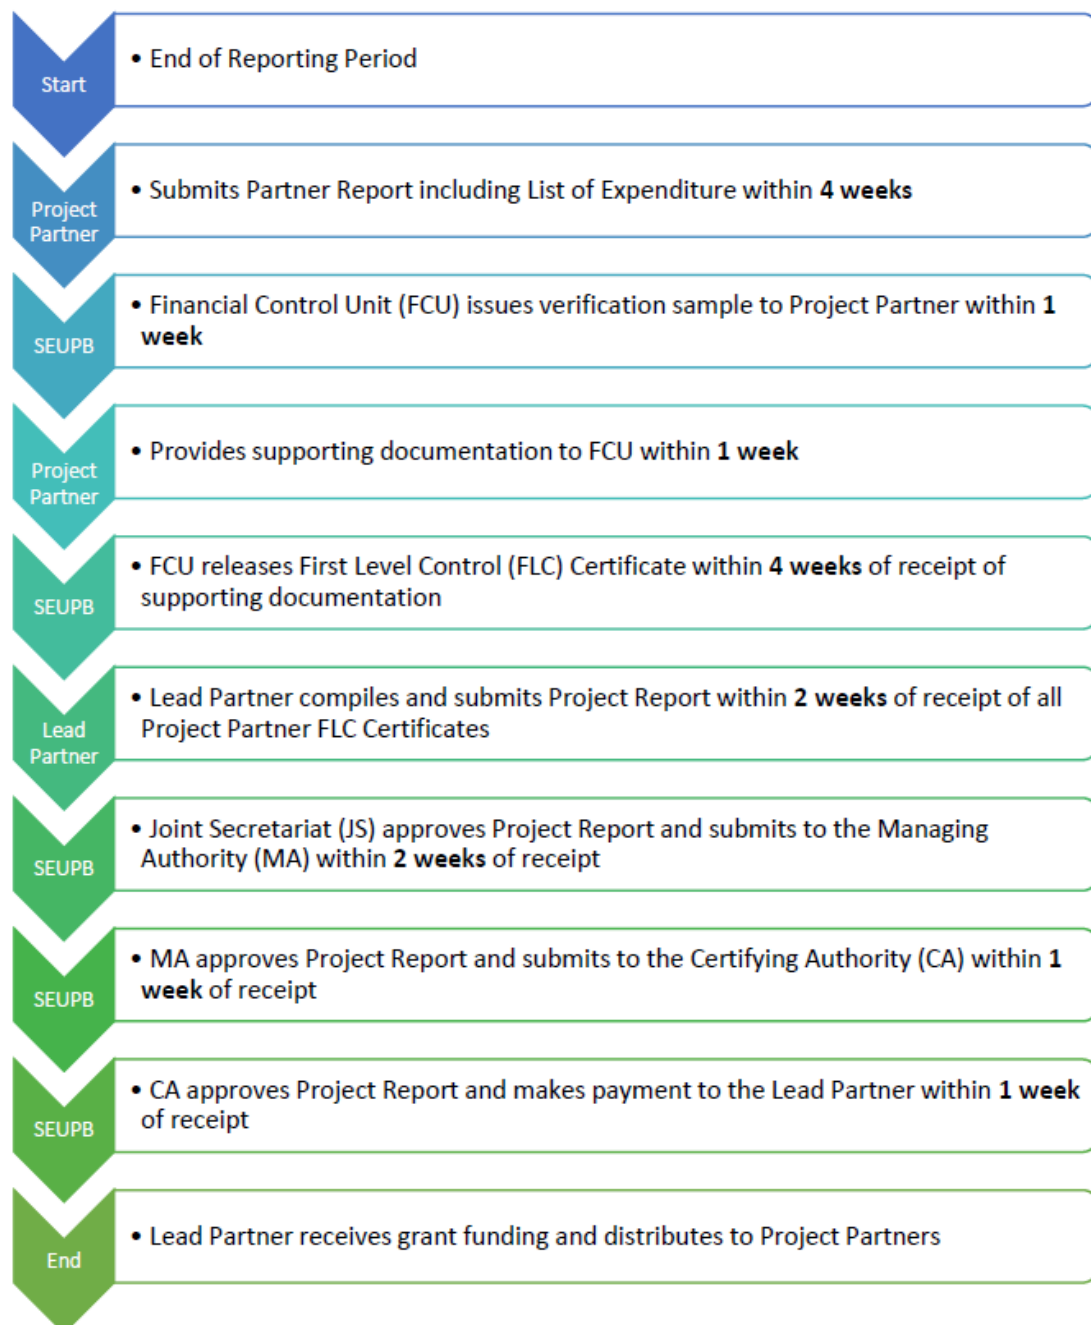 Start
• End of Reporting Period
Project
Partner
• Submits Partner Report including List of Expenditure within 4 weeks
SEUPB
• Financial Control Unit (FCU) issues verification sample to Project Partner within 1
week
Project
Partner
• Provides supporting documentation to FCU within 1 week
SEUPB
• FCU releases First Level Control (FLC) Certificate within 4 weeks of receipt of
supporting documentation
Lead
Partner
• Lead Partner compiles and submits Project Report within 2 weeks of receipt of all
Project Partner FLC Certificates
SEUPB
• Joint Secretariat (JS) approves Project Report and submits to the Managing
Authority (MA) within 2 weeks of receipt
SEUPB
• MA approves Project Report and submits to the Certifying Authority (CA) within 1
week of receipt
SEUPB
• CA approves Project Report and makes payment to the Lead Partner within 1 week
of receipt
End
• Lead Partner receives grant funding and distributes to Project Partners